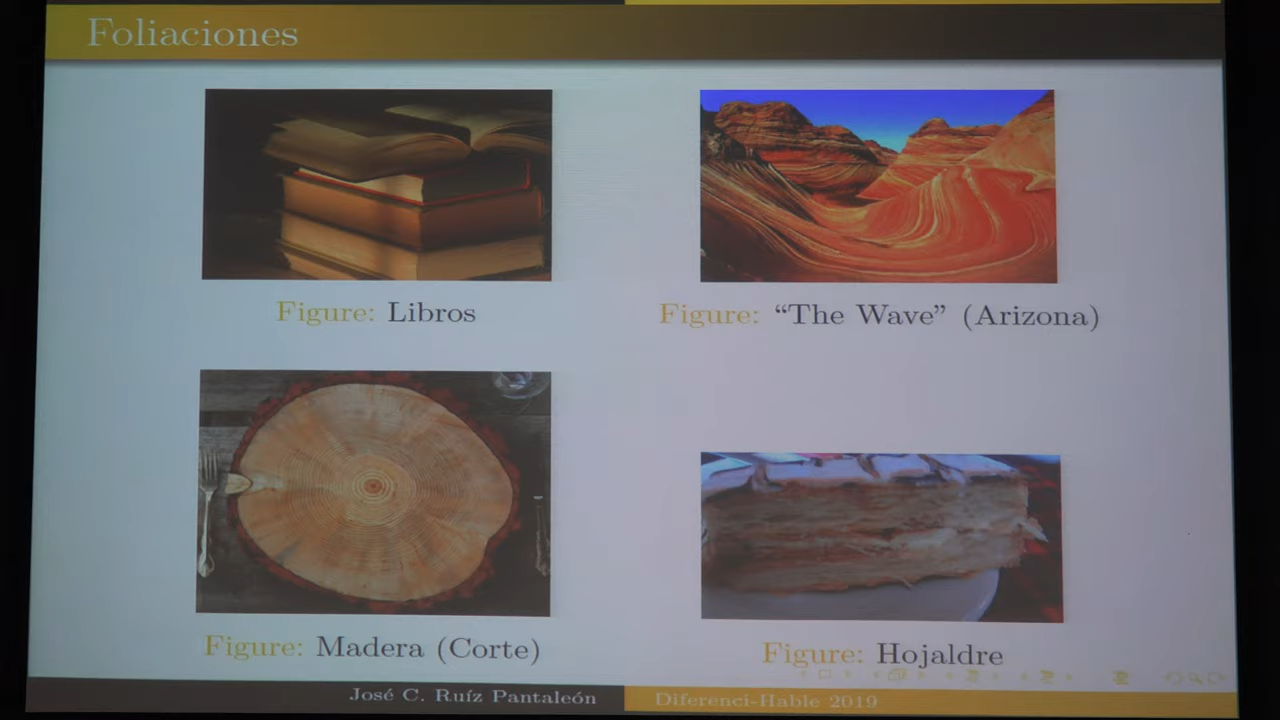 Foliaciones
Figure: Libros
Figure: “The Wave” (Arizona)
Figure: Madera (Corte)
Figure: Hojaldre
José C. Ruíz Pantaleón
Diferenci-Hable 2019